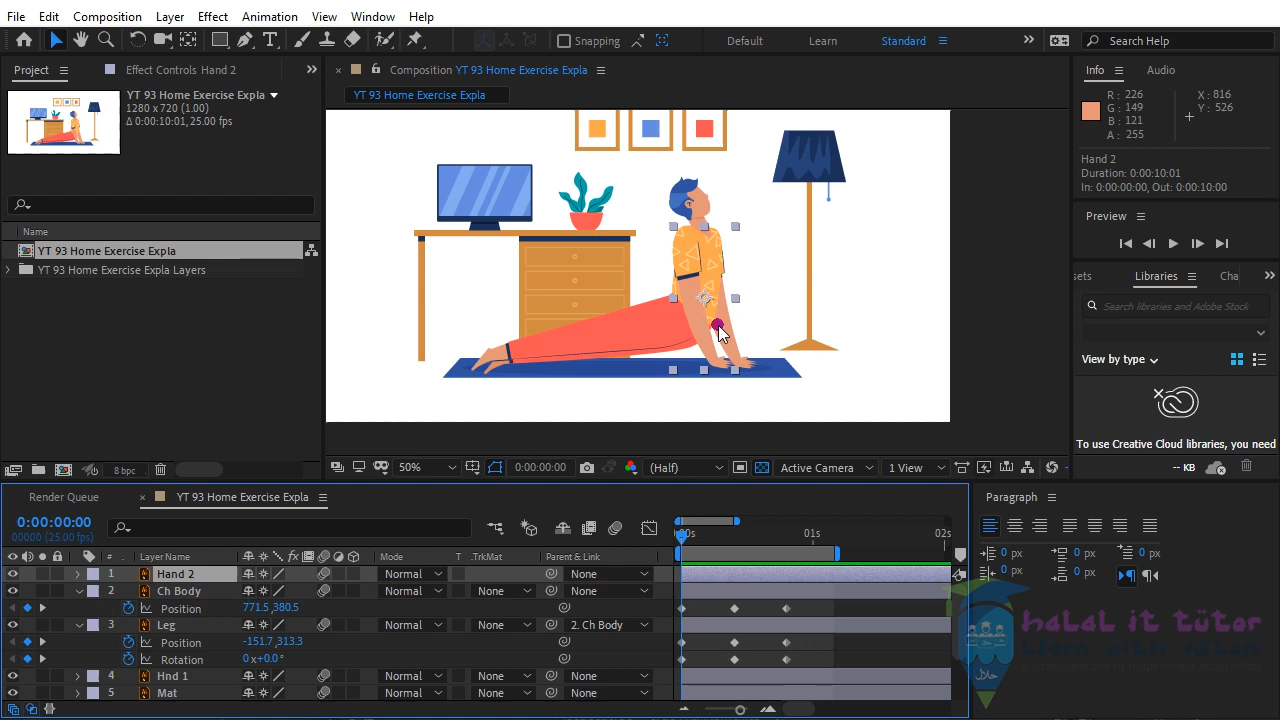 File Edit Composition Layer Effect Animation View Window Help
Snapping Default Learn Standard Search Help
Project Effect Controls Hand 2
YT 93 Home Exercise Expla
1280 x 720 (1.00)
Δ 0:00:10:01, 25.00 fps
Name
YT 93 Home Exercise Expla
YT 93 Home Exercise Expla Layers
8 bpc
Composition YT 93 Home Exercise Expla
YT 93 Home Exercise Expla
50% 0:00:00:00 (Half) Active Camera 1 View
Info Audio
R : 226 X : 816
G : 149 Y : 526
B : 121
A : 255
Hand 2
Duration: 0:00:10:01
In: 0:00:00:00, Out: 0:00:10:00
Preview
sets Libraries Cha
Search libraries and Adobe Stock
View by type
To use Creative Cloud libraries, you need
-- KB
Render Queue YT 93 Home Exercise Expla
0:00:00:00
00000 (25.00 fps)
# Layer Name Mode T .TrkMat Parent & Link
:00s 01s 02s
1 Hand 2 Normal None
2 Ch Body Normal None None
Position 771.5,380.5
3 Leg Normal None 2. Ch Body
Position -151.7,313.3
Rotation 0x+0.0°
4 Hnd 1 Normal None None
5 Mat Normal None None
Paragraph
0 px 0 px 0 px
0 px 0 px
halal it tutor
حلال